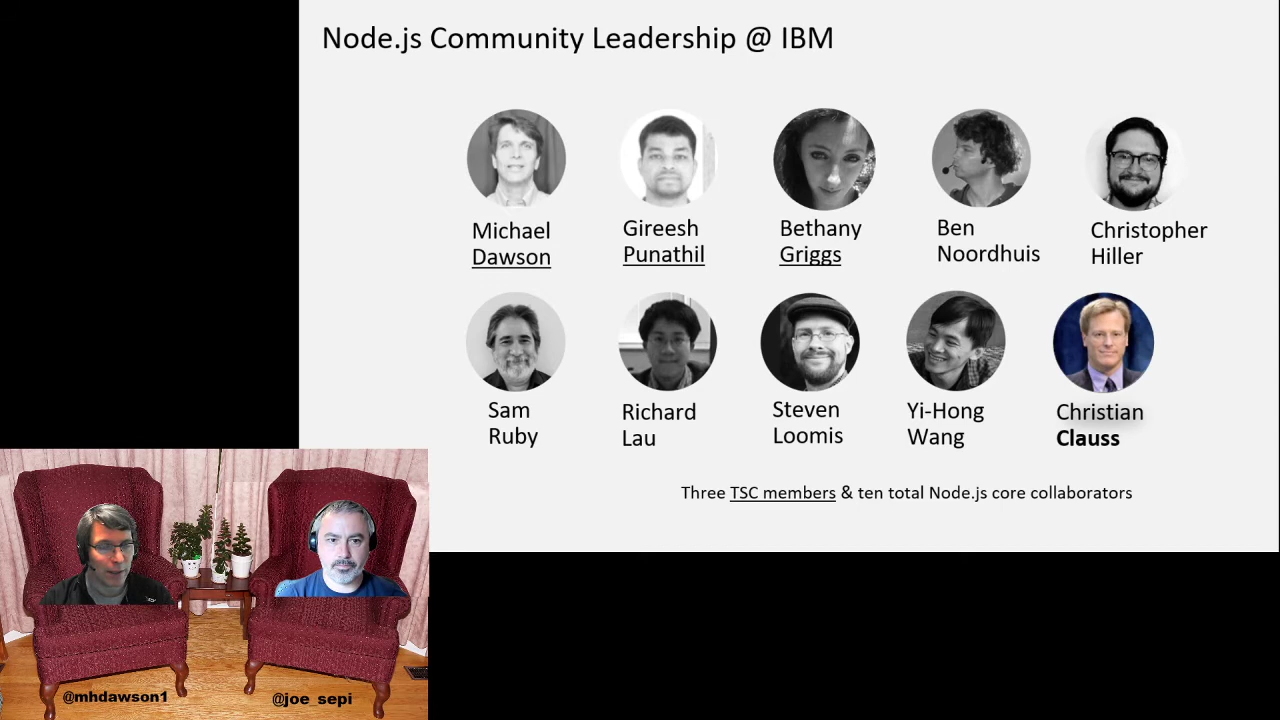 Node.js Community Leadership @ IBM
Michael
Dawson
Gireesh
Punathil
Bethany
Griggs
Ben
Noordhuis
Christopher
Hiller
Sam
Ruby
Richard
Lau
Steven
Loomis
Yi-Hong
Wang
Christian
Clauss
Three TSC members & ten total Node.js core collaborators
@mhdawson1
@joe_sepi